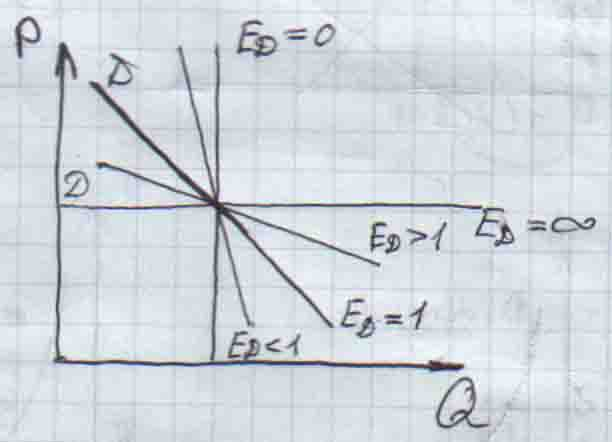 P
E_D = 0
D
D
E_D > 1
E_D = ∞
E_D = 1
E_D < 1
Q